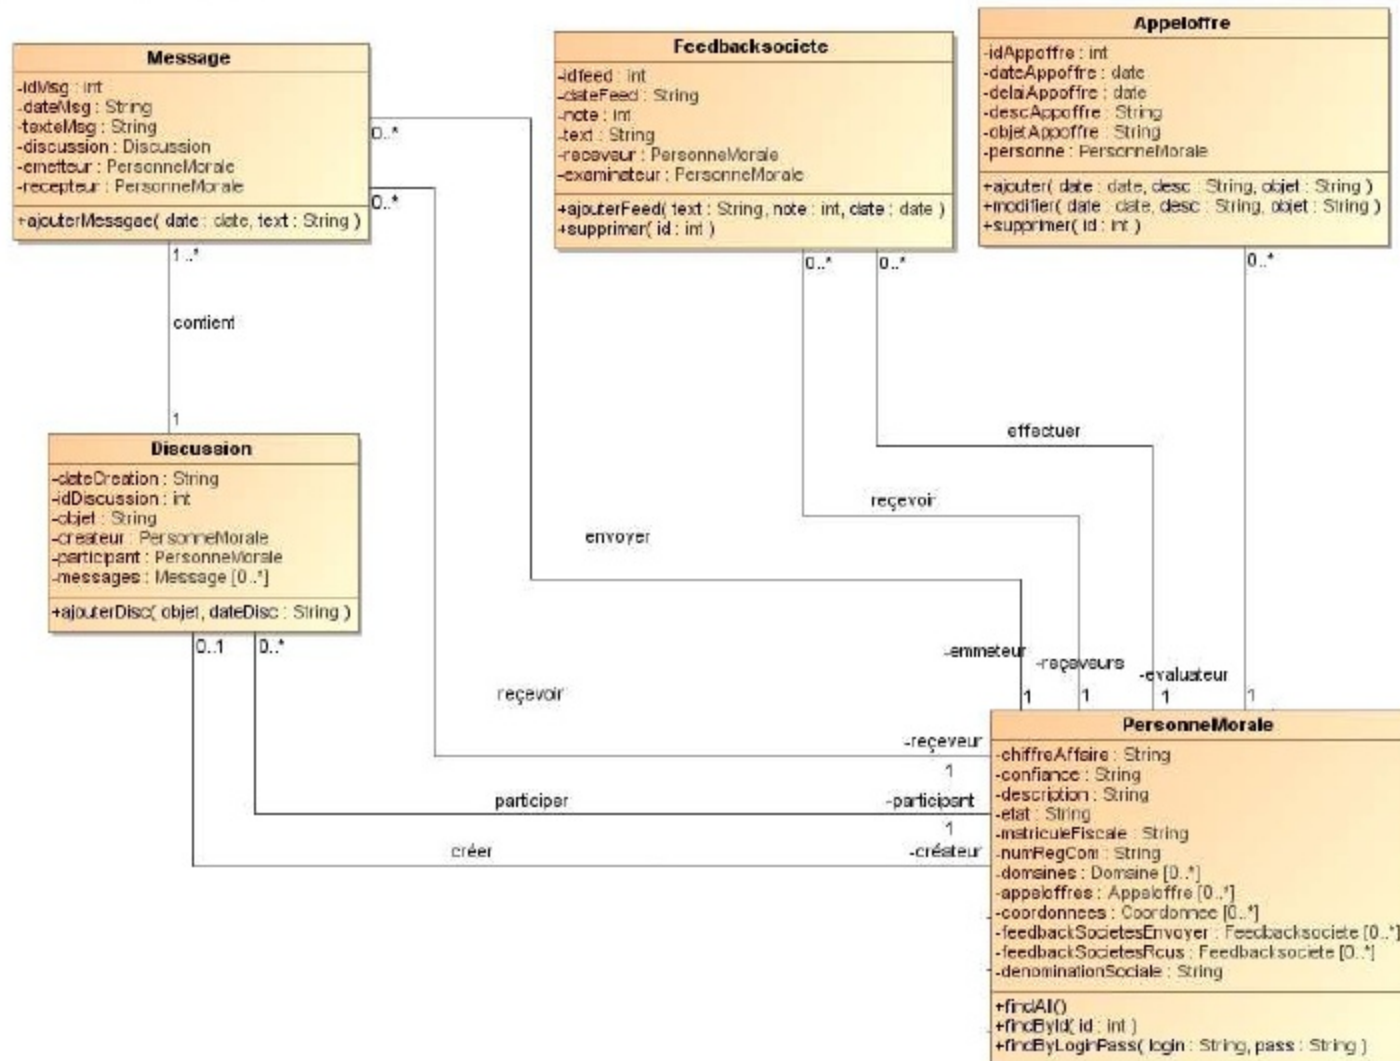 Message
-idMsg : int
-dateMsg : String
-texteMsg : String
-discussion : Discussion
-emetteur : PersonneMorale
-recepteur : PersonneMorale
+ajouterMessgae( date : date, text : String )
0..*
0..*
1..*
contient
1
Feedbacksociete
-idfeed : int
-dateFeed : String
-note : int
-text : String
-receveur : PersonneMorale
-examinateur : PersonneMorale
+ajouterFeed( text : String, note : int, date : date )
+supprimer( id : int )
0..*
0..*
Appeloffre
-idAppoffre : int
-dateAppoffre : date
-delaiAppoffre : date
-descAppoffre : String
-objetAppoffre : String
-personne : PersonneMorale
+ajouter( date : date, desc : String, objet : String )
+modifier( date : date, desc : String, objet : String )
+supprimer( id : int )
0..*
Discussion
-dateCreation : String
-idDiscussion : int
-objet : String
-createur : PersonneMorale
-participant : PersonneMorale
-messages : Message [0..*]
+ajouterDisc( objet, dateDisc : String )
0..1
0..*
effectuer
reçevoir
envoyer
reçevoir
participer
créer
-emmeteur
1
-reçeveurs
1
-evaluateur
1
1
-reçeveur
1
-participant
1
-créateur
PersonneMorale
-chiffreAffaire : String
-confiance : String
-description : String
-etat : String
-matriculeFiscale : String
-numRegCom : String
-domaines : Domaine [0..*]
-appeloffres : Appeloffre [0..*]
-coordonnees : Coordonnee [0..*]
-feedbackSocietesEnvoyer : Feedbacksociete [0..*]
-feedbackSocietesRcus : Feedbacksociete [0..*]
-denominationSociale : String
+findAll()
+findById( id : int )
+findByLoginPass( login : String, pass : String )